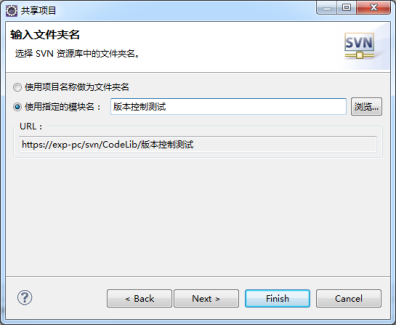 共享项目
输入文件夹名
选择 SVN 资源库中的文件夹名。
SVN
使用项目名称做为文件夹名
使用指定的模块名： 版本控制测试 浏览...
URL：
https://exp-pc/svn/CodeLib/版本控制测试
? < Back Next > Finish Cancel